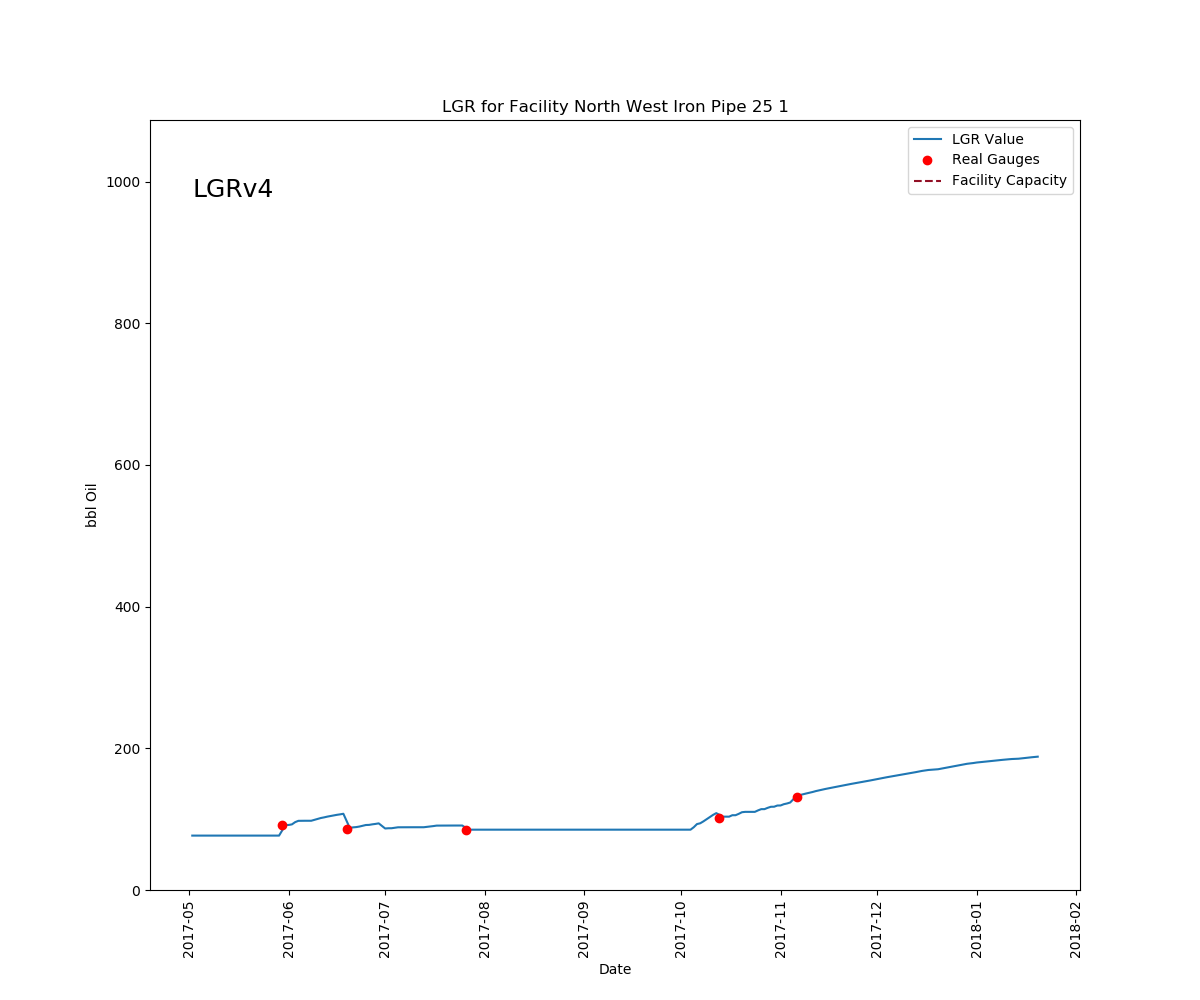 LGR for Facility North West Iron Pipe 25 1
LGR Value
Real Gauges
Facility Capacity
LGRv4
1000
800
600
400
200
0
bbl Oil
2017-05
2017-06
2017-07
2017-08
2017-09
2017-10
2017-11
2017-12
2018-01
2018-02
Date